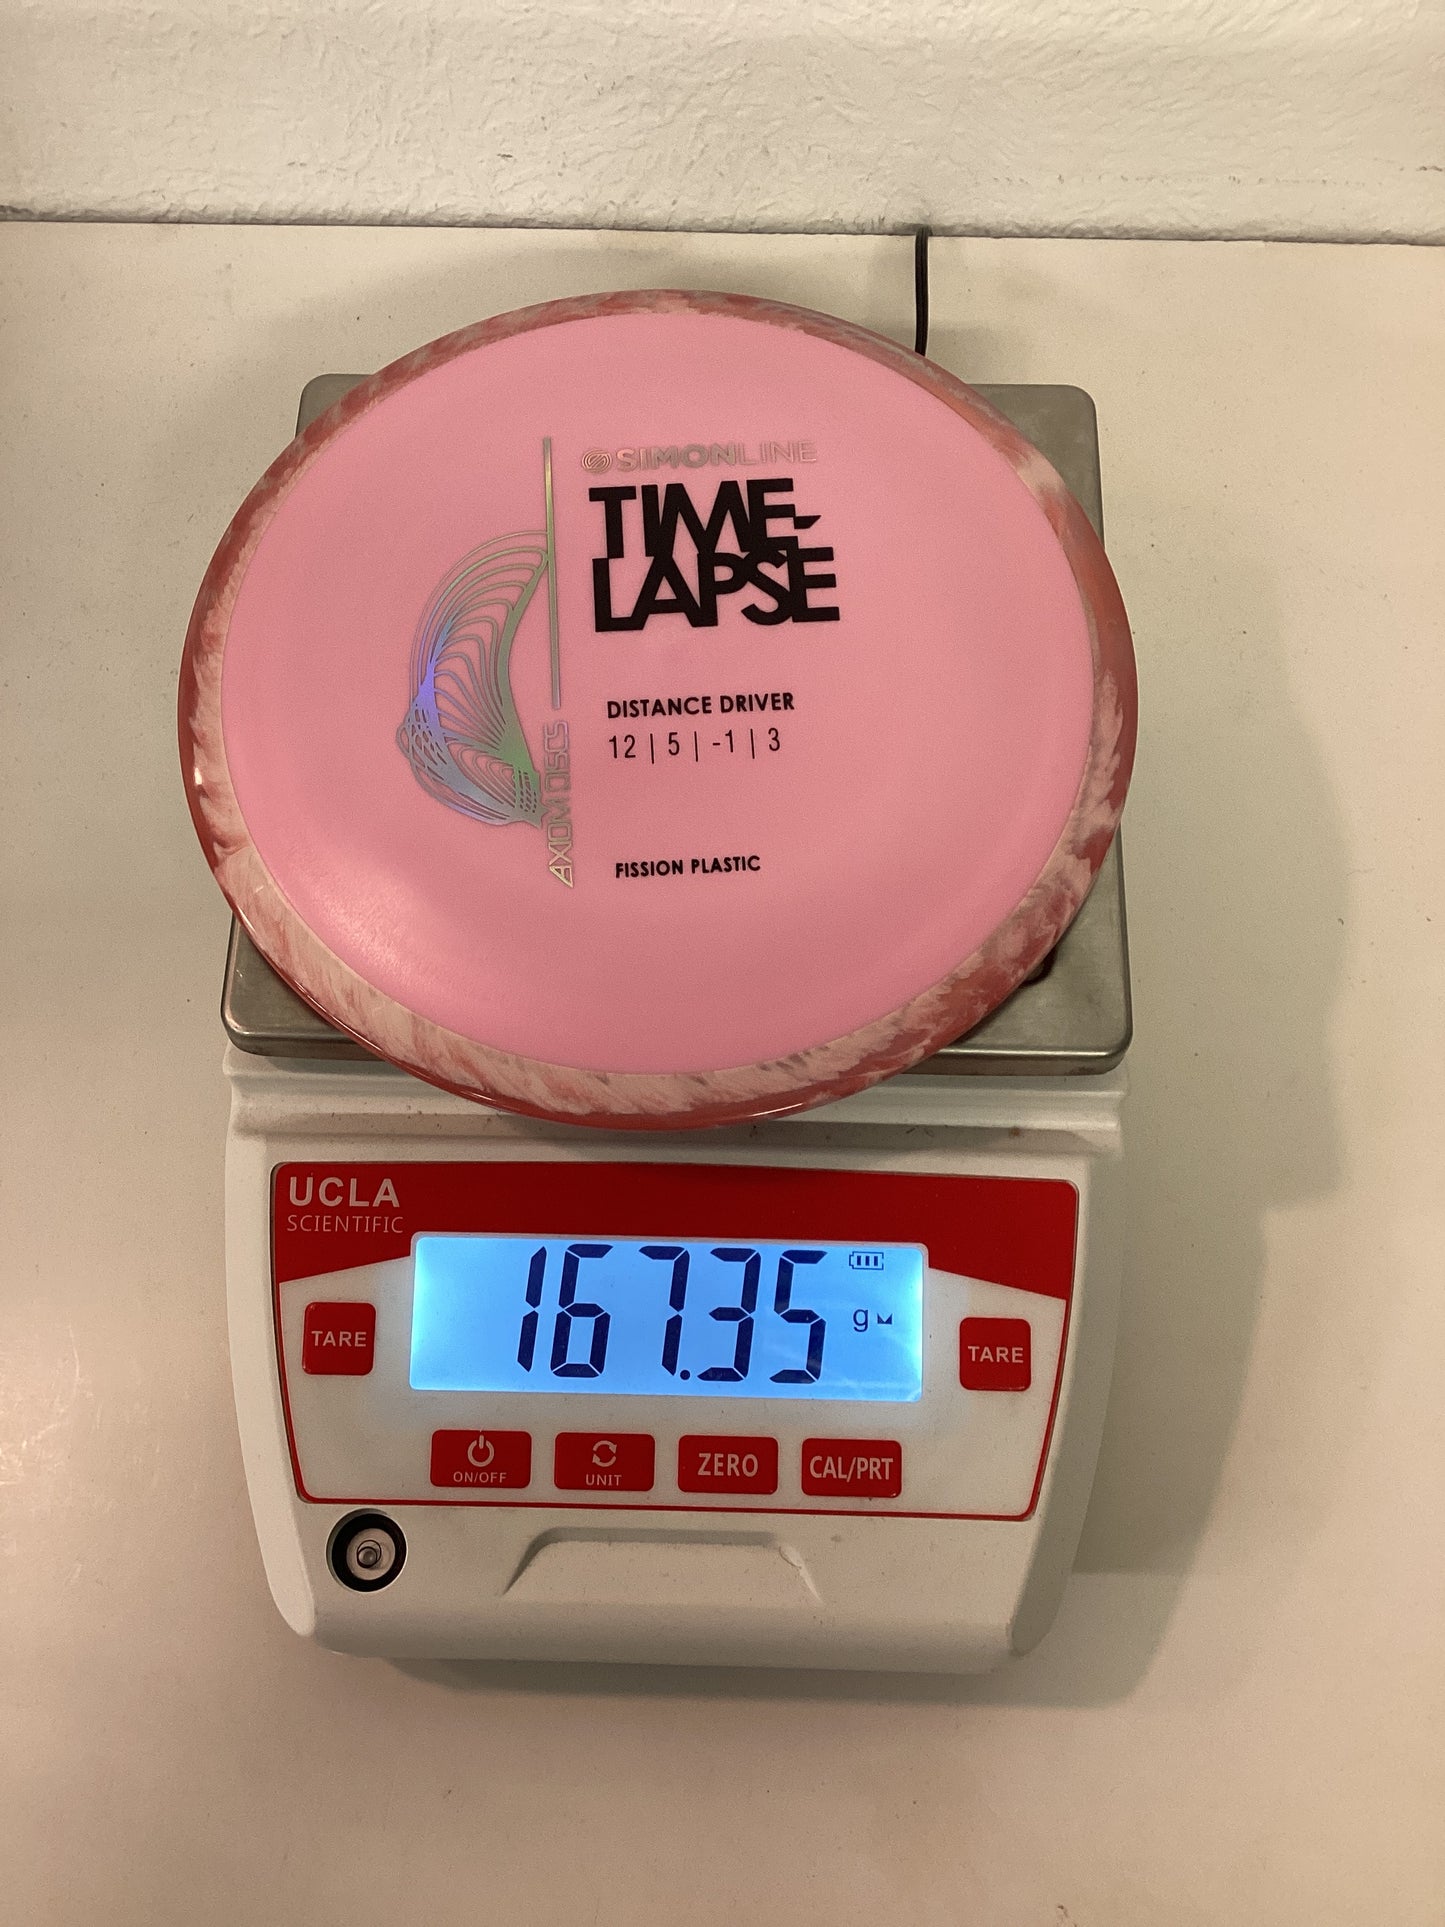 SIMONLINE
TIME-
LAPSE
DISTANCE DRIVER
12 | 5 | -1 | 3
AXIOM DISCS
FISSION PLASTIC
UCLA
SCIENTIFIC
167.35
g
TARE
TARE
ON/OFF
UNIT
ZERO
CAL/PRT